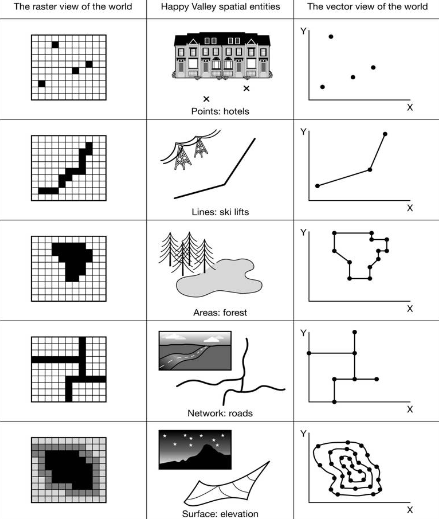 The raster view of the world
Happy Valley spatial entities
The vector view of the world
Points: hotels
Y
X
Lines: ski lifts
Y
X
Areas: forest
Y
X
Network: roads
Y
X
Surface: elevation
Y
X